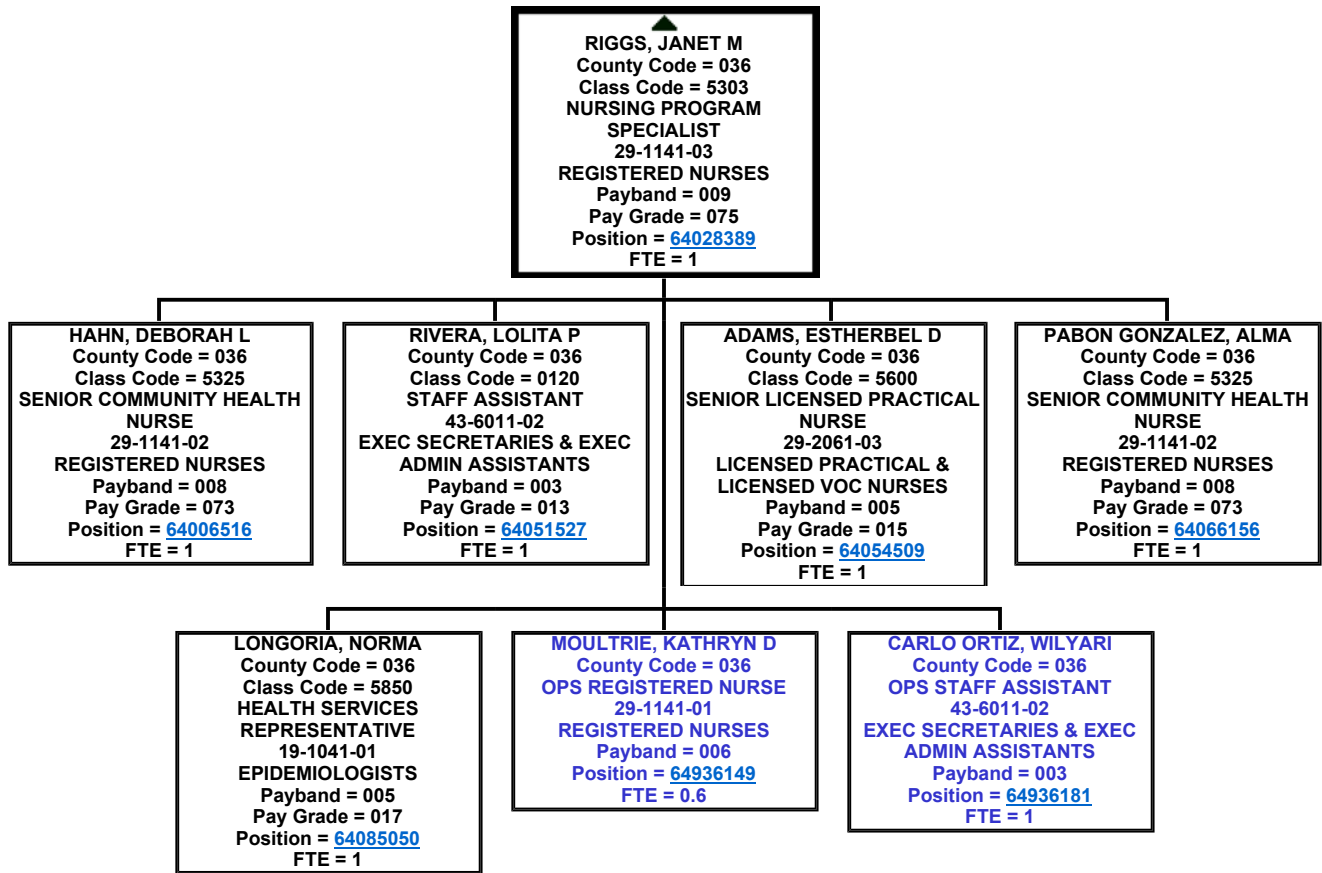 RIGGS, JANET M
County Code = 036
Class Code = 5303
NURSING PROGRAM
SPECIALIST
29-1141-03
REGISTERED NURSES
Payband = 009
Pay Grade = 075
Position = 64028389
FTE = 1
HAHN, DEBORAH L
County Code = 036
Class Code = 5325
SENIOR COMMUNITY HEALTH
NURSE
29-1141-02
REGISTERED NURSES
Payband = 008
Pay Grade = 073
Position = 64006516
FTE = 1
RIVERA, LOLITA P
County Code = 036
Class Code = 0120
STAFF ASSISTANT
43-6011-02
EXEC SECRETARIES & EXEC
ADMIN ASSISTANTS
Payband = 003
Pay Grade = 013
Position = 64051527
FTE = 1
ADAMS, ESTHERBEL D
County Code = 036
Class Code = 5600
SENIOR LICENSED PRACTICAL
NURSE
29-2061-03
LICENSED PRACTICAL &
LICENSED VOC NURSES
Payband = 005
Pay Grade = 015
Position = 64054509
FTE = 1
PABON GONZALEZ, ALMA
County Code = 036
Class Code = 5325
SENIOR COMMUNITY HEALTH
NURSE
29-1141-02
REGISTERED NURSES
Payband = 008
Pay Grade = 073
Position = 64066156
FTE = 1
LONGORIA, NORMA
County Code = 036
Class Code = 5850
HEALTH SERVICES
REPRESENTATIVE
19-1041-01
EPIDEMIOLOGISTS
Payband = 005
Pay Grade = 017
Position = 64085050
FTE = 1
MOULTRIE, KATHRYN D
County Code = 036
OPS REGISTERED NURSE
29-1141-01
REGISTERED NURSES
Payband = 006
Position = 64936149
FTE = 0.6
CARLO ORTIZ, WILYARI
County Code = 036
OPS STAFF ASSISTANT
43-6011-02
EXEC SECRETARIES & EXEC
ADMIN ASSISTANTS
Payband = 003
Position = 64936181
FTE = 1